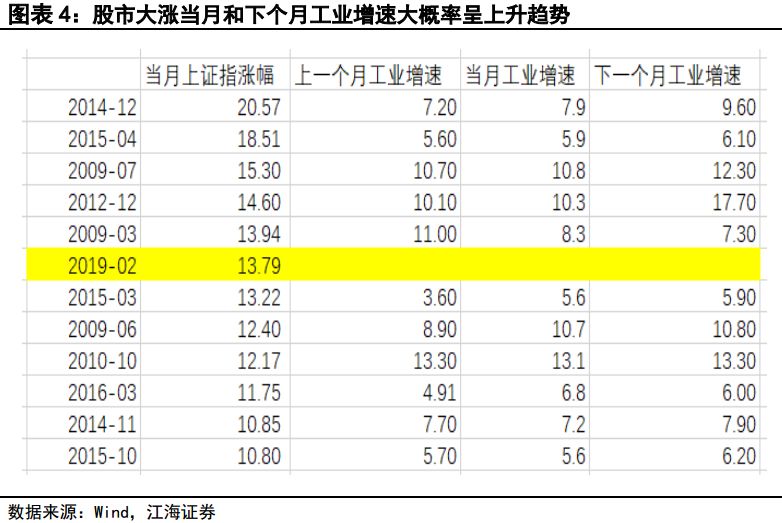 图表 4：股市大涨当月和下个月工业增速大概率呈上升趋势
当月上证指涨幅 上一个月工业增速 当月工业增速 下一个月工业增速
2014-12 20.57 7.20 7.9 9.60
2015-04 18.51 5.60 5.9 6.10
2009-07 15.30 10.70 10.8 12.30
2012-12 14.60 10.10 10.3 17.70
2009-03 13.94 11.00 8.3 7.30
2019-02 13.79
2015-03 13.22 3.60 5.6 5.90
2009-06 12.40 8.90 10.7 10.80
2010-10 12.17 13.30 13.1 13.30
2016-03 11.75 4.91 6.8 6.00
2014-11 10.85 7.70 7.2 7.90
2015-10 10.80 5.70 5.6 6.20
数据来源：Wind，江海证券